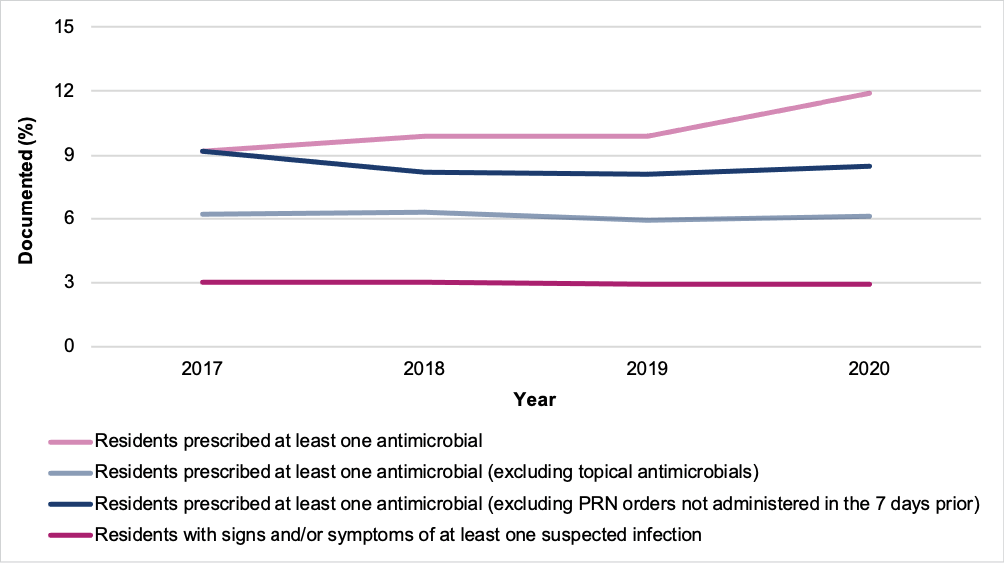 15
12
9
6
3
0
Documented (%)
2017 2018 2019 2020
Year
Residents prescribed at least one antimicrobial
Residents prescribed at least one antimicrobial (excluding topical antimicrobials)
Residents prescribed at least one antimicrobial (excluding PRN orders not administered in the 7 days prior)
Residents with signs and/or symptoms of at least one suspected infection